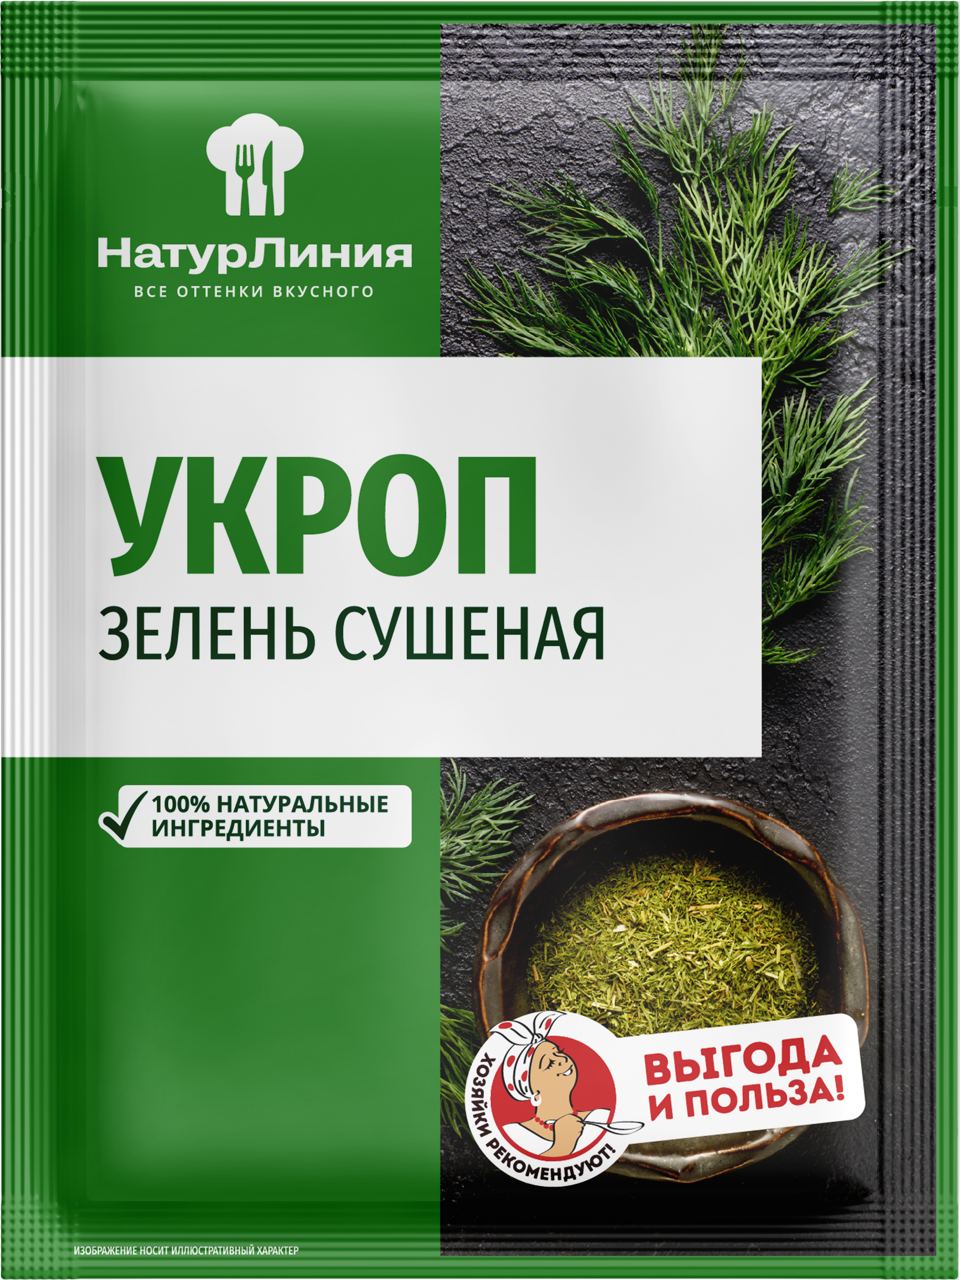 НатурЛиния
ВСЕ ОТТЕНКИ ВКУСНОГО
УКРОП
ЗЕЛЕНЬ СУШЕНАЯ
100% НАТУРАЛЬНЫЕ
ИНГРЕДИЕНТЫ
ВЫГОДА
И ПОЛЬЗА!
ХОЗЯЙКИ РЕКОМЕНДУЮТ!
ИЗОБРАЖЕНИЕ НОСИТ ИЛЛЮСТРАТИВНЫЙ ХАРАКТЕР